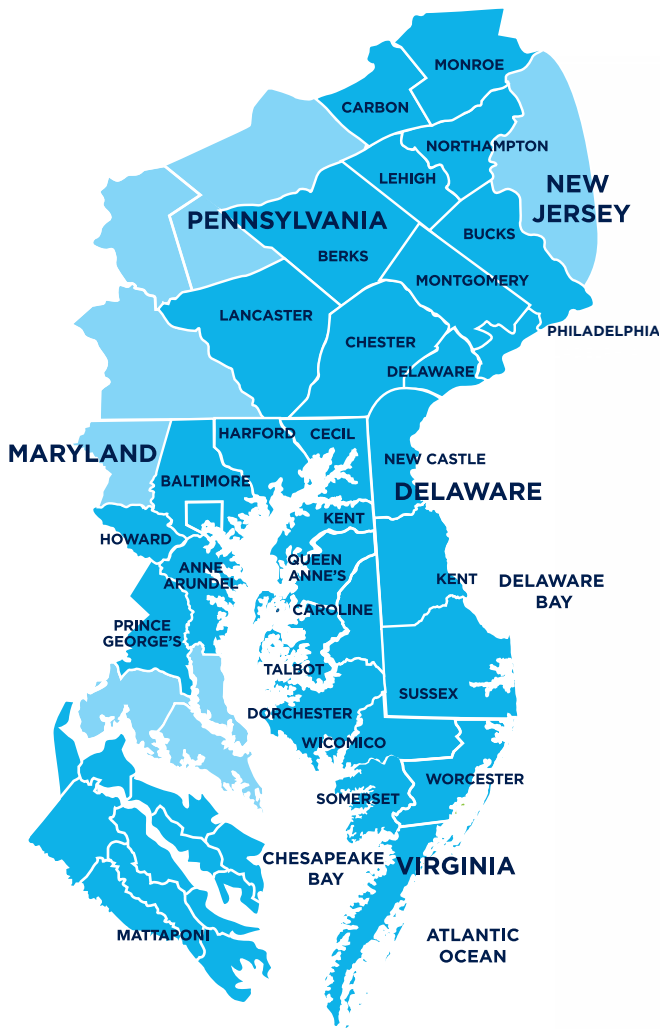 MONROE
CARBON
NORTHAMPTON
LEHIGH
NEW
JERSEY
PENNSYLVANIA
BUCKS
BERKS
MONTGOMERY
LANCASTER
PHILADELPHIA
CHESTER
DELAWARE
HARFORD
CECIL
MARYLAND
NEW CASTLE
BALTIMORE
DELAWARE
KENT
HOWARD
QUEEN
ANNE'S
ANNE
ARUNDEL
KENT
DELAWARE
BAY
CAROLINE
PRINCE
GEORGE'S
TALBOT
SUSSEX
DORCHESTER
WICOMICO
WORCESTER
SOMERSET
CHESAPEAKE
BAY
VIRGINIA
MATTAPONI
ATLANTIC
OCEAN